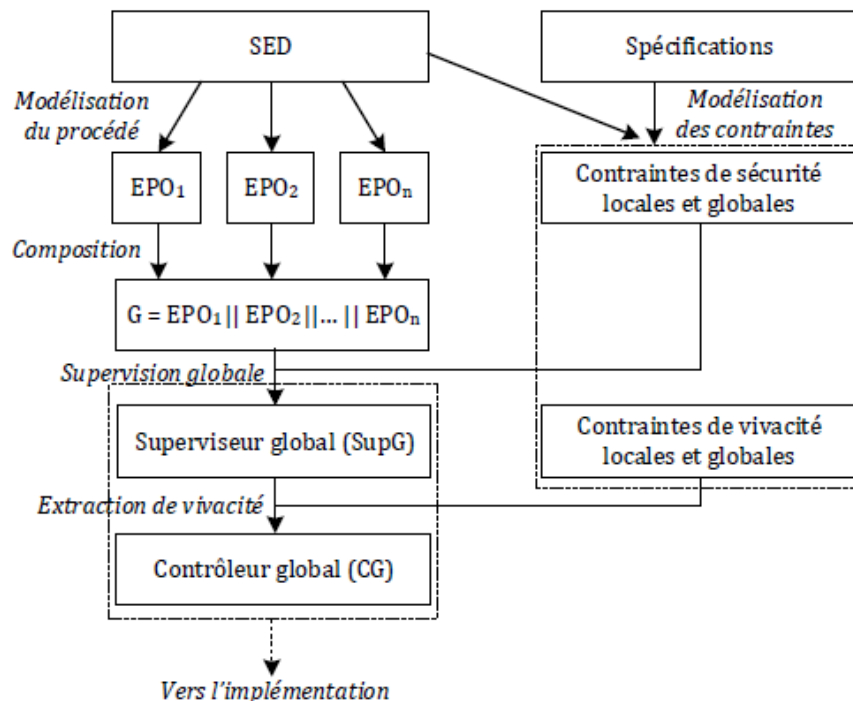 SED
Spécifications
Modélisation
du procédé
Modélisation
des contraintes
EPO₁
EPO₂
EPOₙ
Contraintes de sécurité
locales et globales
Composition
G = EPO₁ || EPO₂ ||... || EPOₙ
Supervision globale
Superviseur global (SupG)
Contraintes de vivacité
locales et globales
Extraction de vivacité
Contrôleur global (CG)
Vers l'implémentation